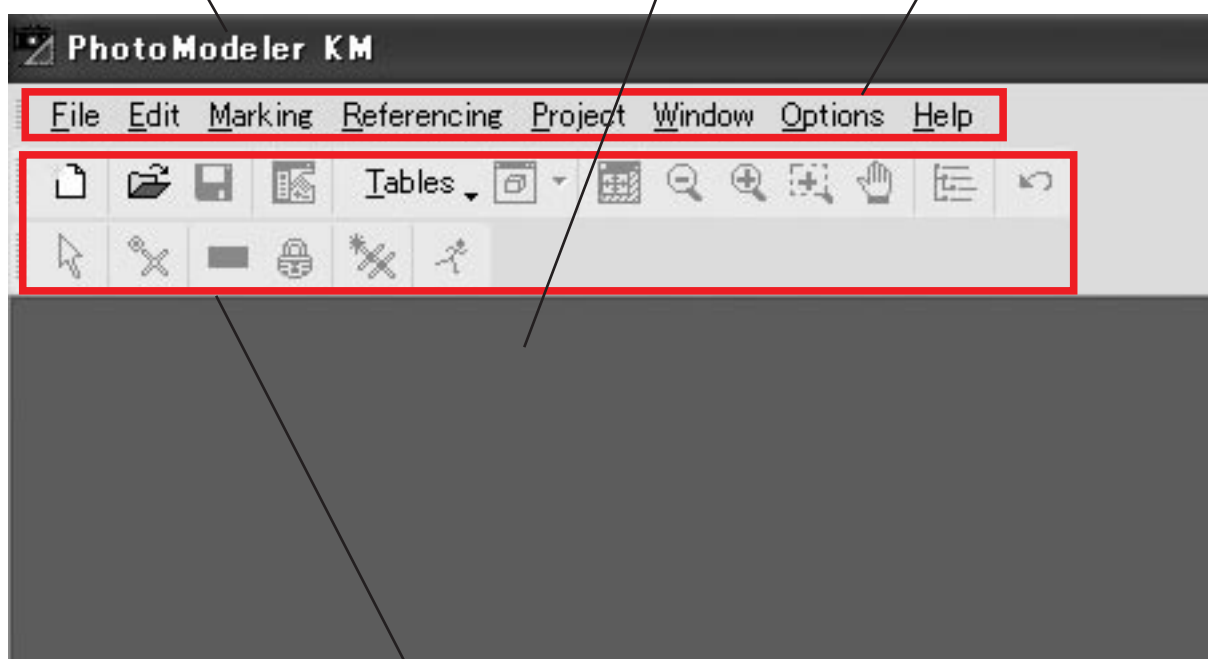 PhotoModeler KM
File Edit Marking Referencing Project Window Options Help
Tables